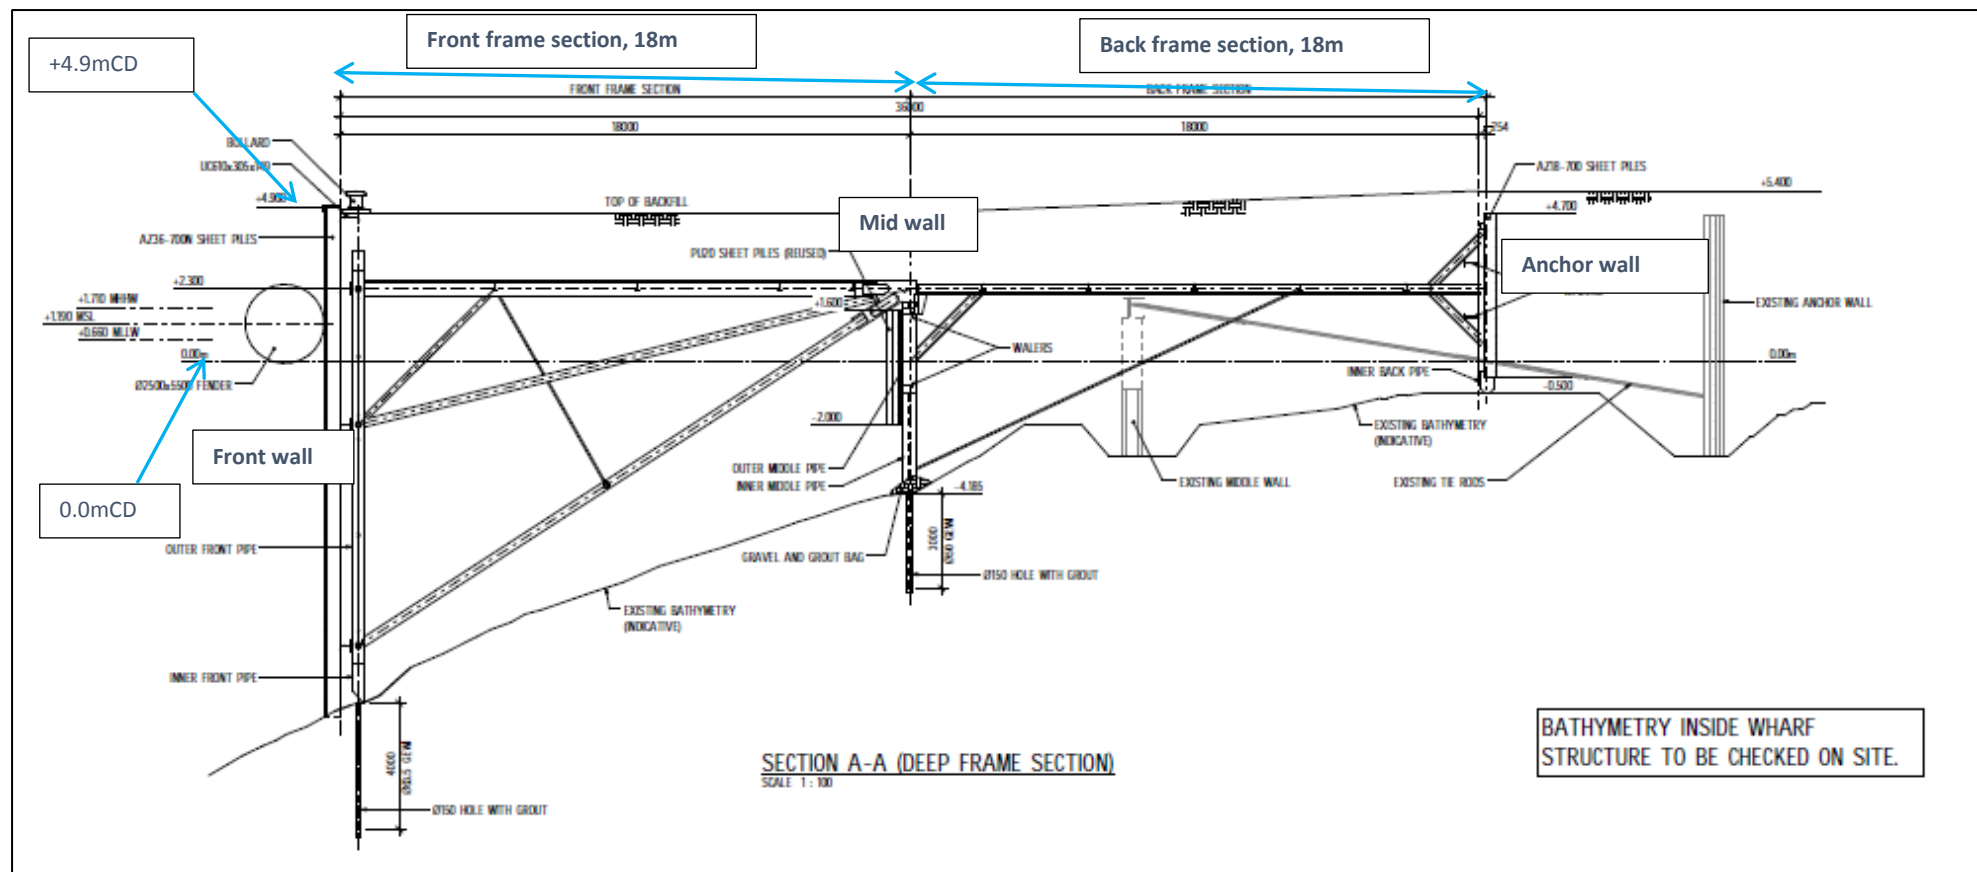 Front frame section, 18m
Back frame section, 18m
+4.9mCD
FRONT FRAME SECTION
BACK FRAME SECTION
36000
18000
18000
254
BOLLARD
AZ18-700 SHEET PILES
+5.400
+4.700
TOP OF BACKFILL
Mid wall
AZ36-700N SHEET PILES
PU20 SHEET PILES (REUSED)
Anchor wall
+2.300
+1.710 MHHW
+1.600
EXISTING ANCHOR WALL
+1.190 MSL
+0.660 MLLW
WALERS
0.00m
0.00m
Ø2500x5500 FENDER
INNER BACK PIPE
-0.500
-2.000
EXISTING BATHYMETRY
(INDICATIVE)
Front wall
OUTER MIDDLE PIPE
INNER MIDDLE PIPE
-4.185
EXISTING MIDDLE WALL
EXISTING TIE RODS
0.0mCD
3000
OUTER FRONT PIPE
GRAVEL AND GROUT BAG
Ø150 HOLE WITH GROUT
EXISTING BATHYMETRY
(INDICATIVE)
INNER FRONT PIPE
4000
SECTION A-A (DEEP FRAME SECTION)
SCALE 1 : 100
BATHYMETRY INSIDE WHARF
STRUCTURE TO BE CHECKED ON SITE.
Ø150 HOLE WITH GROUT